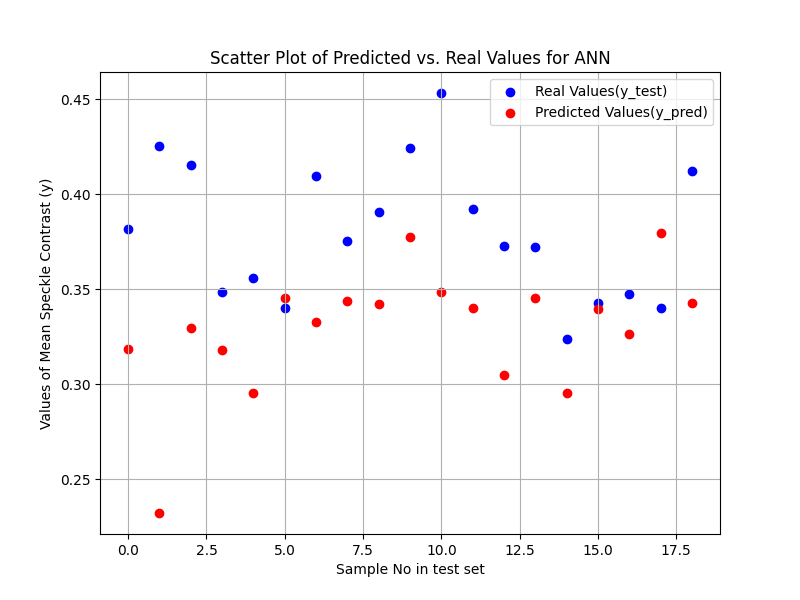 Scatter Plot of Predicted vs. Real Values for ANN
Real Values(y_test)
Predicted Values(y_pred)
Values of Mean Speckle Contrast (y)
0.45
0.40
0.35
0.30
0.25
0.0 2.5 5.0 7.5 10.0 12.5 15.0 17.5
Sample No in test set